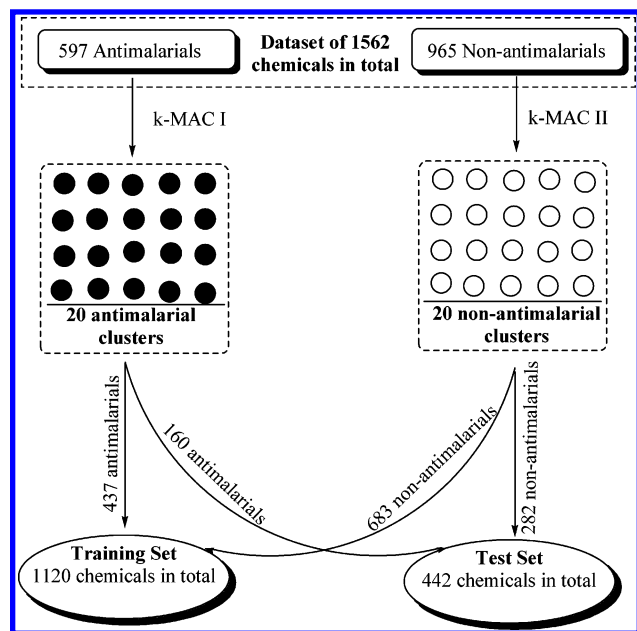 597 Antimalarials
Dataset of 1562
chemicals in total
965 Non-antimalarials
k-MAC I
k-MAC II
20 antimalarial
clusters
20 non-antimalarial
clusters
437 antimalarials
160 antimalarials
683 non-antimalarials
282 non-antimalarials
Training Set
1120 chemicals in total
Test Set
442 chemicals in total